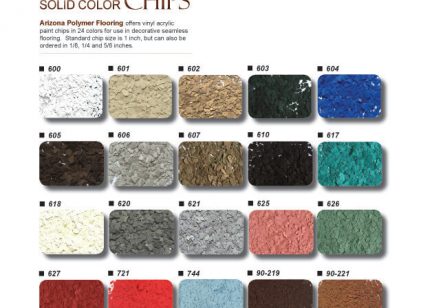 SOLID COLOR CHIPS
Arizona Polymer Flooring offers vinyl acrylic
paint chips in 24 colors for use in decorative seamless
flooring. Standard chip size is 1 inch, but can also be
ordered in 1/8, 1/4 and 5/8 inches.
600 601 602 603 604
605 606 607 610 617
618 620 621 625 626
627 721 744 90-219 90-221